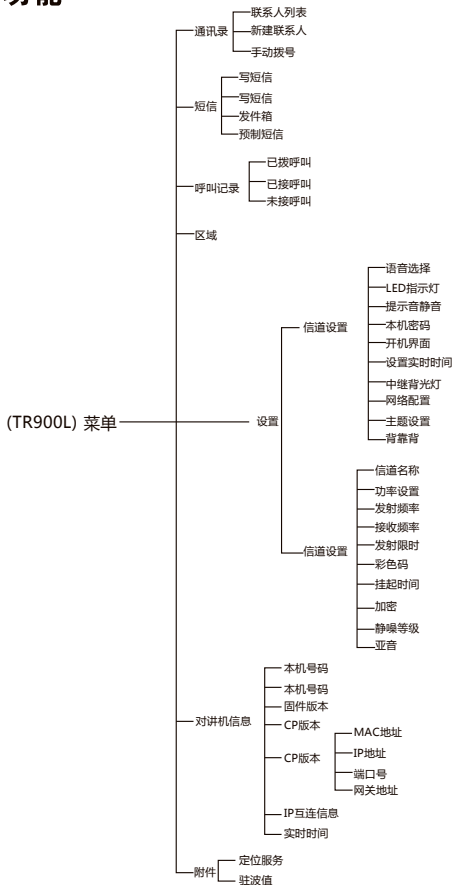 功能
通讯录
联系人列表
新建联系人
手动拨号
短信
写短信
写短信
发件箱
预制短信
呼叫记录
已拨呼叫
已接呼叫
未接呼叫
区域
(TR900L) 菜单
设置
信道设置
语音选择
LED指示灯
提示音静音
本机密码
开机界面
设置实时时间
中继背光灯
网络配置
主题设置
背靠背
信道设置
信道名称
功率设置
发射频率
接收频率
发射限时
彩色码
挂起时间
加密
静噪等级
亚音
对讲机信息
本机号码
本机号码
固件版本
CP版本
CP版本
MAC地址
IP地址
端口号
网关地址
IP互连信息
实时时间
附件
定位服务
驻波值